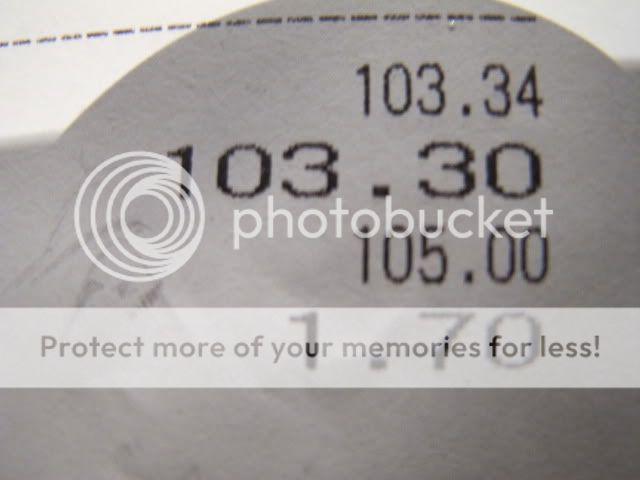 103.34
103.30
photobucket
105.00
1.70
Protect more of your memories for less!